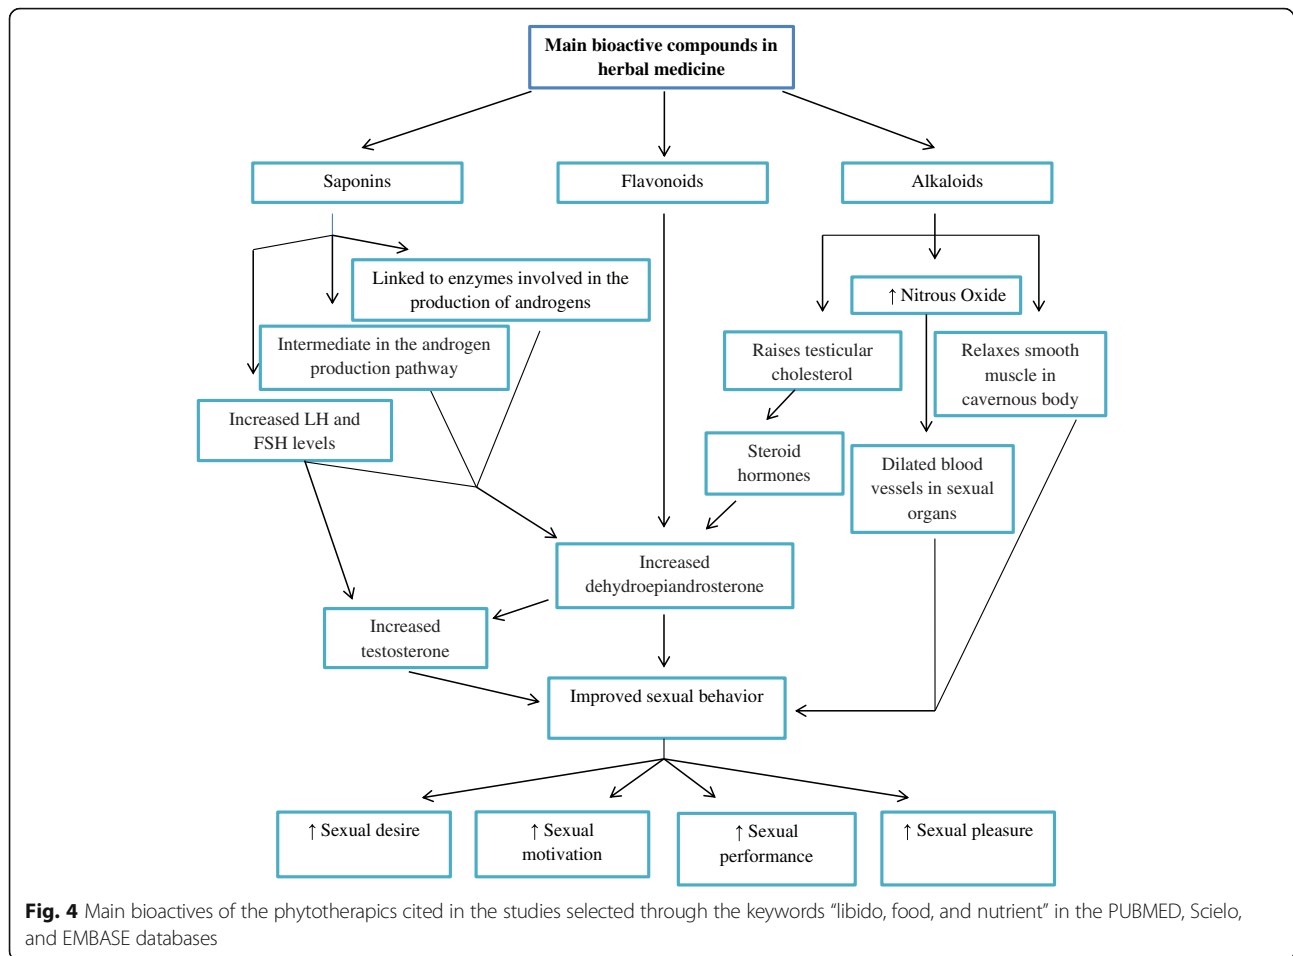 Main bioactive compounds in
herbal medicine
Saponins
Flavonoids
Alkaloids
Linked to enzymes involved in the
production of androgens
↑ Nitrous Oxide
Intermediate in the androgen
production pathway
Raises testicular
cholesterol
Relaxes smooth
muscle in
cavernous body
Increased LH and
FSH levels
Steroid
hormones
Dilated blood
vessels in sexual
organs
Increased
dehydroepiandrosterone
Increased
testosterone
Improved sexual behavior
↑ Sexual desire
↑ Sexual
motivation
↑ Sexual
performance
↑ Sexual pleasure
Fig. 4 Main bioactives of the phytotherapics cited in the studies selected through the keywords “libido, food, and nutrient” in the PUBMED, Scielo,
and EMBASE databases